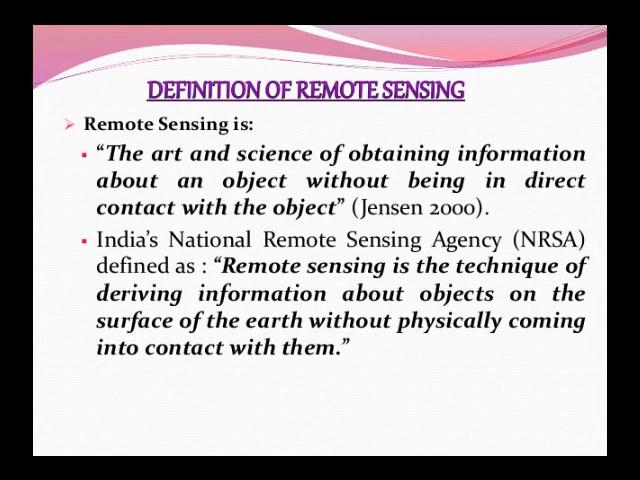 DEFINITION OF REMOTE SENSING
Remote Sensing is:
“The art and science of obtaining information
about an object without being in direct
contact with the object” (Jensen 2000).
India’s National Remote Sensing Agency (NRSA)
defined as : “Remote sensing is the technique of
deriving information about objects on the
surface of the earth without physically coming
into contact with them.”